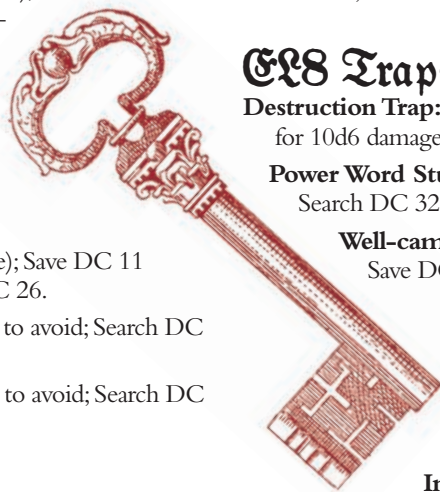 EL8 Trap
Destruction Trap:
for 10d6 damage
Power Word Stu
Search DC 32
Well-cam
Save DC
e); Save DC 11
C 26.
to avoid; Search DC
to avoid; Search DC
In